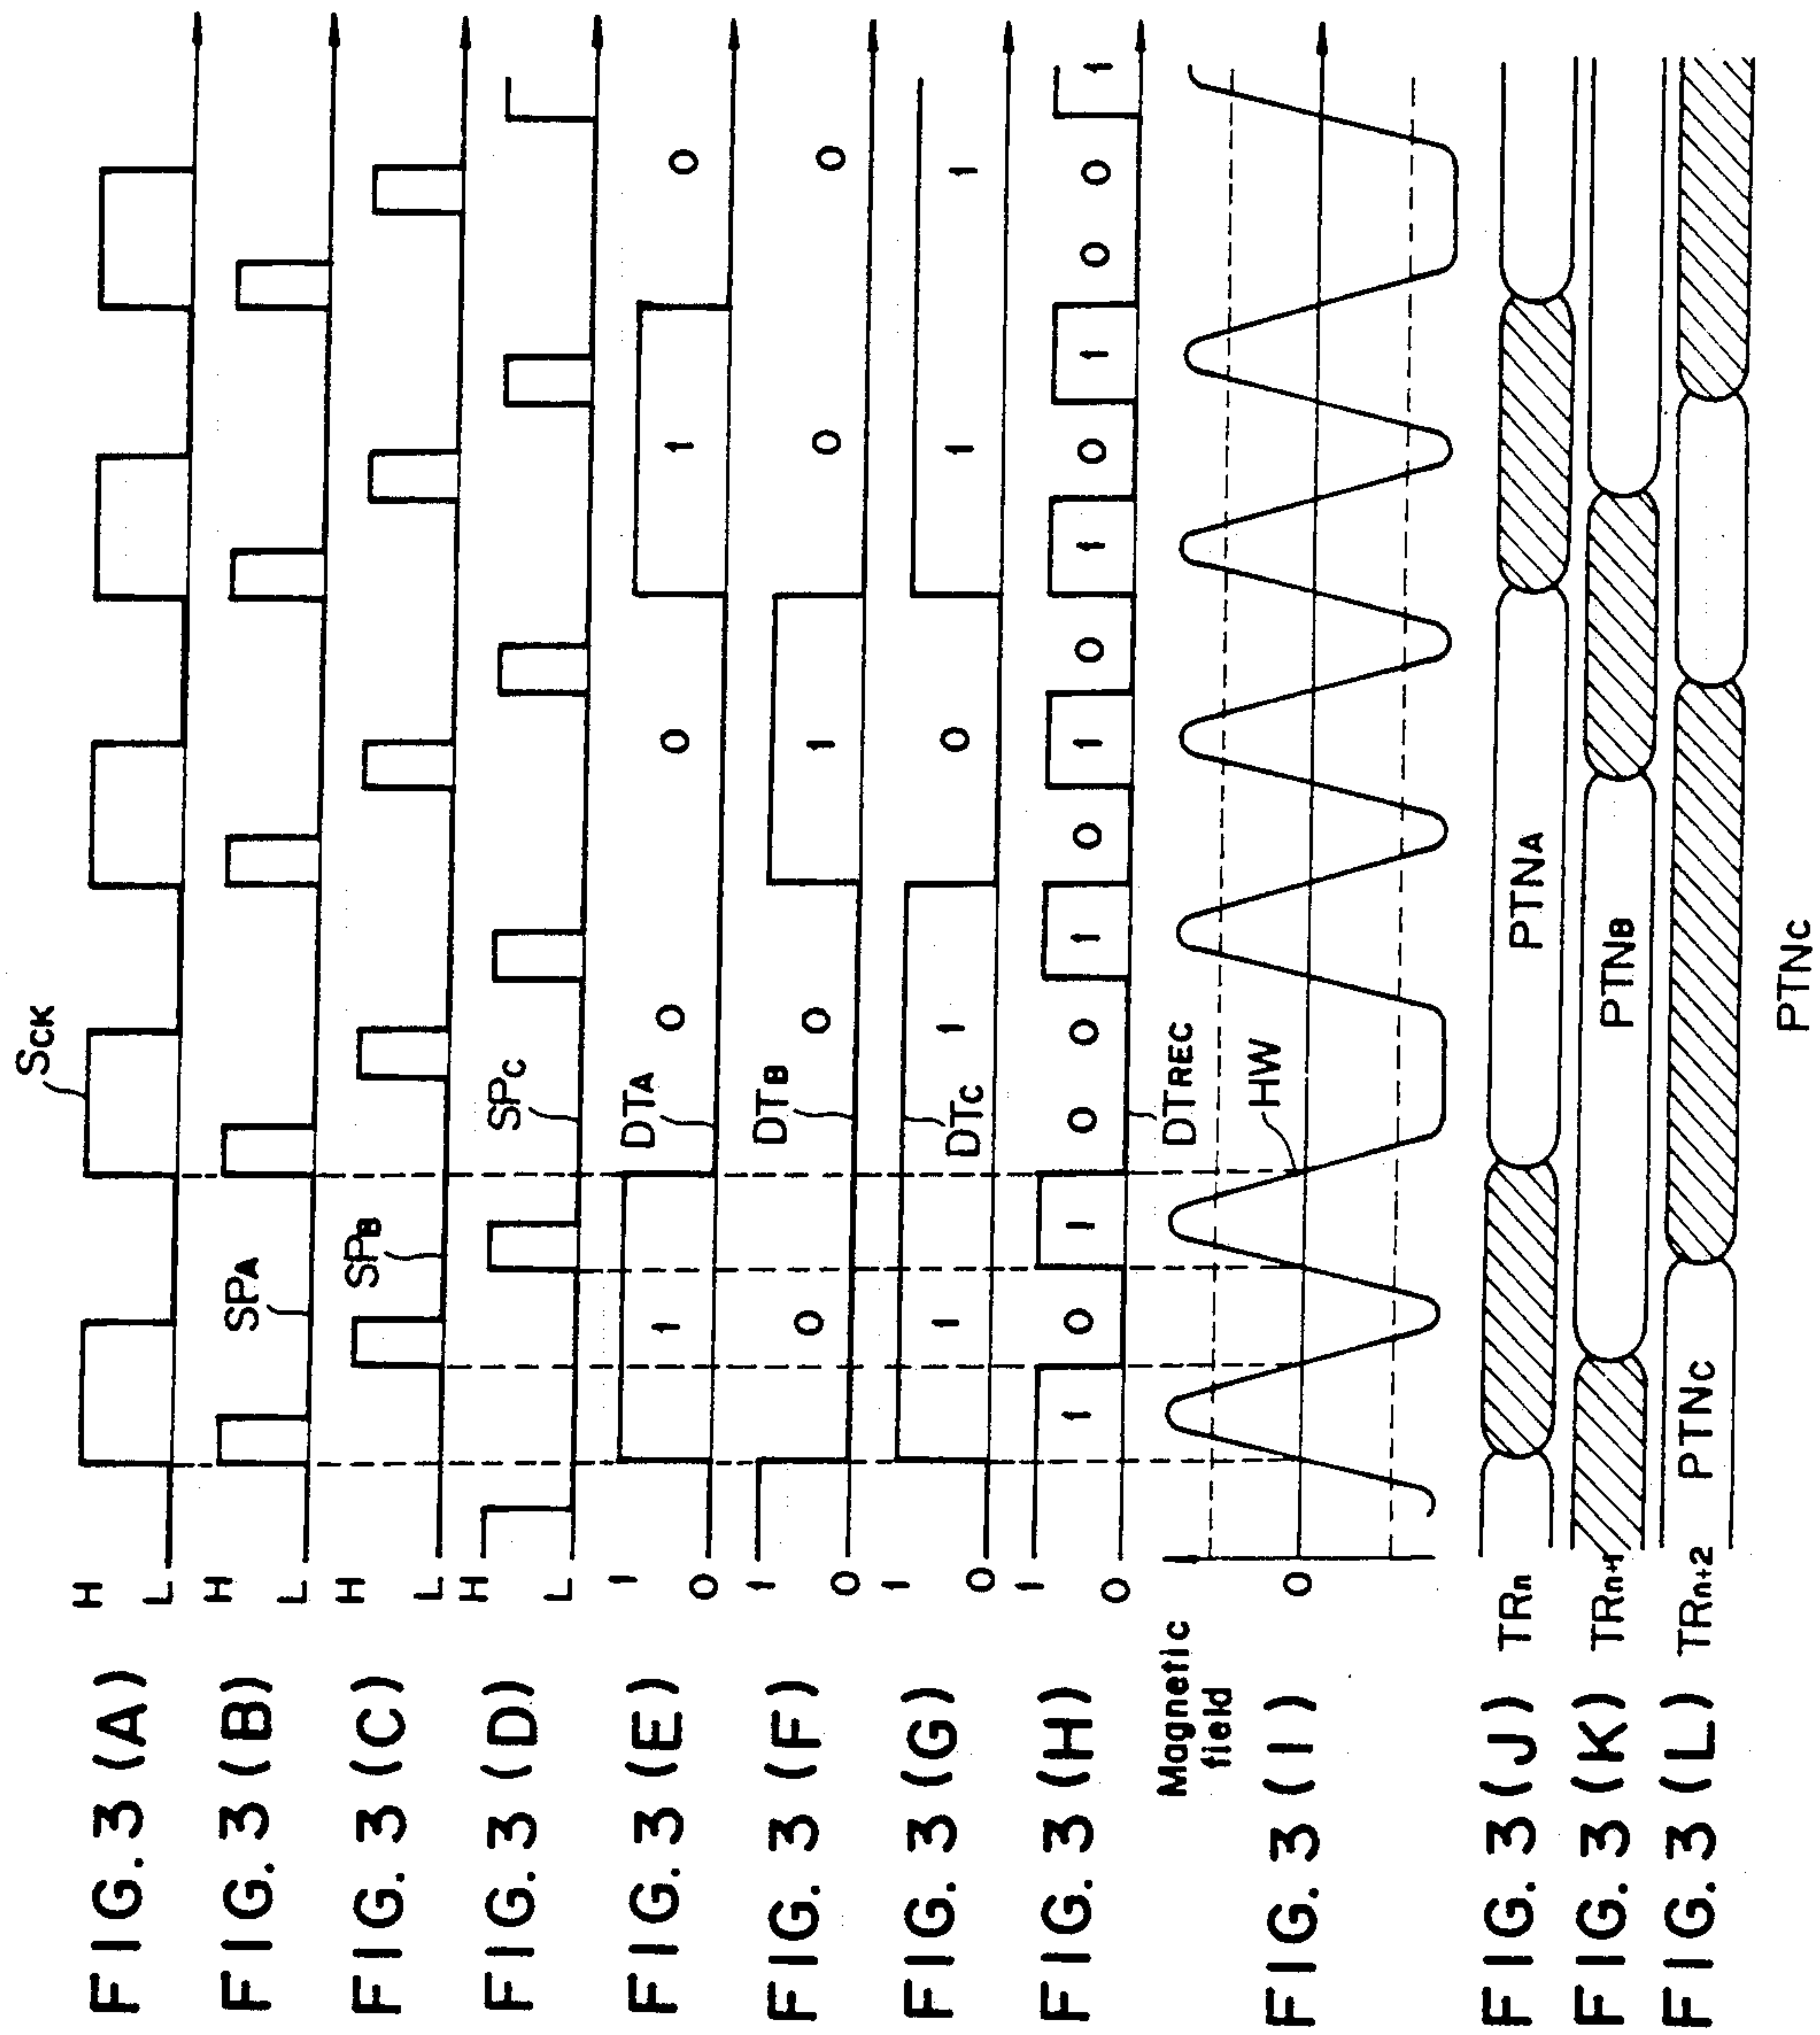 FIG. 3 (A) H L SCK
FIG. 3 (B) H L SPA
FIG. 3 (C) H L SPB
FIG. 3 (D) H L SPC
FIG. 3 (E) 1 0 DTA 1 0 0 1 0
FIG. 3 (F) 1 0 DTB 0 0 1 0 0
FIG. 3 (G) 1 0 DTC 1 1 0 1 1
FIG. 3 (H) 1 0 1 0 1 0 0 1 0 1 0 1 0 1 0 0 1
DTREC
Magnetic
field
FIG. 3 (I) 0 HW
FIG. 3 (J) TRn PTNA
FIG. 3 (K) TRn+1 PTNB
FIG. 3 (L) TRn+2 PTNC
PTNC